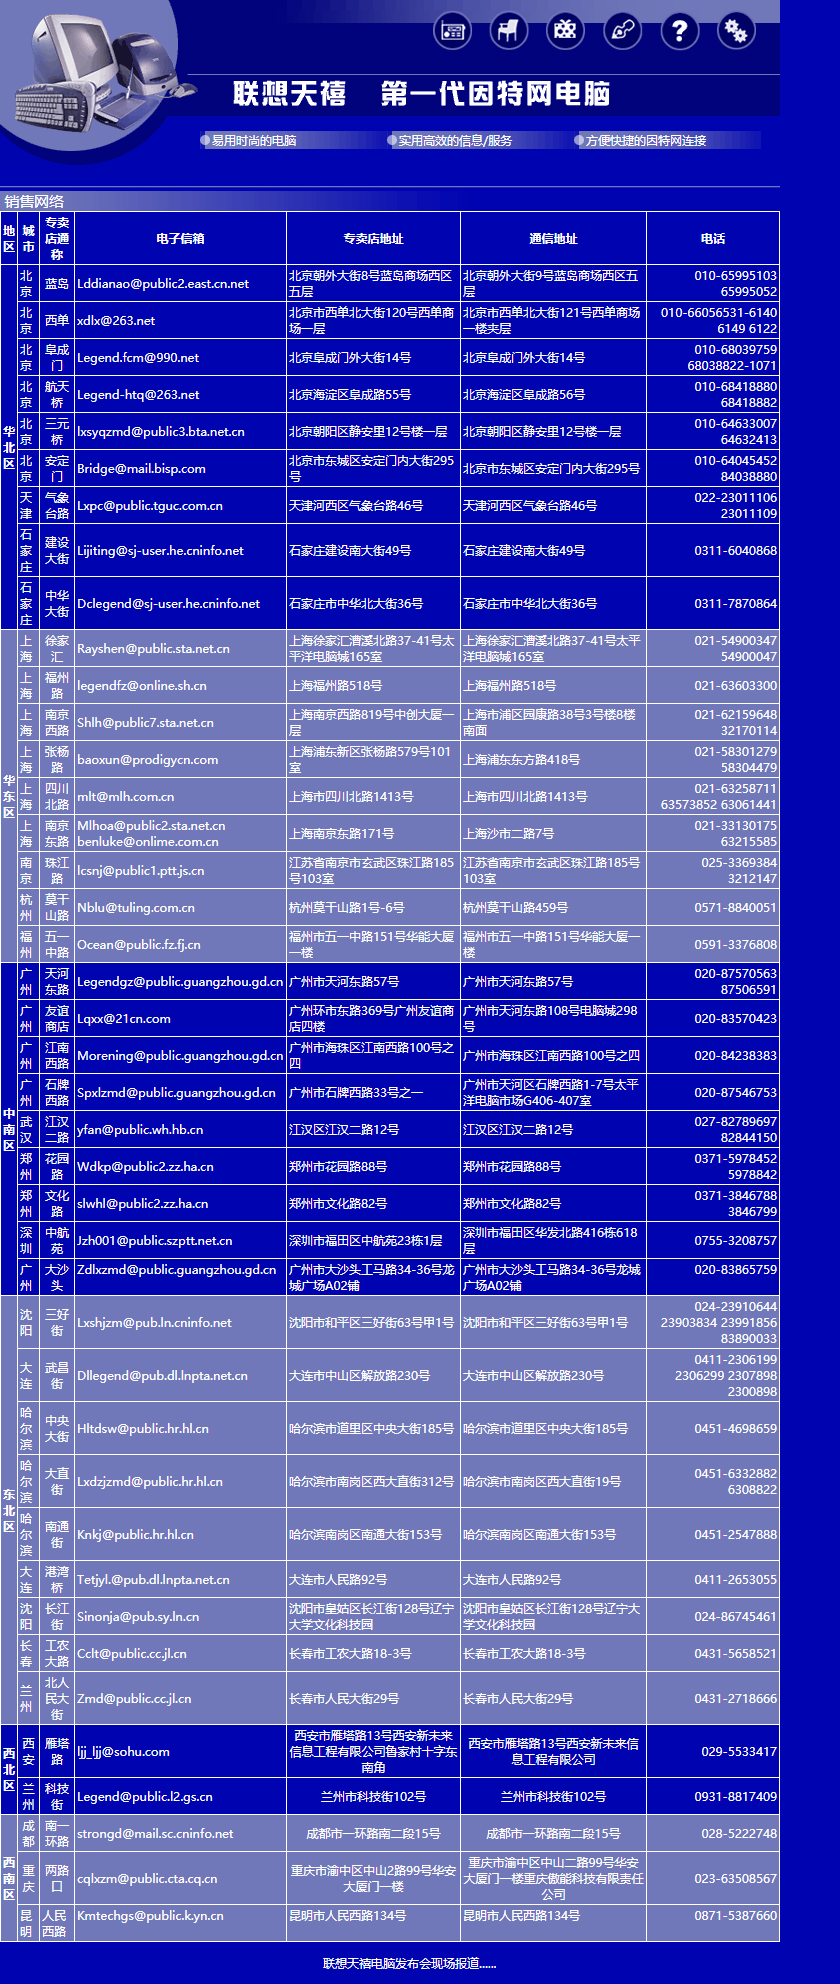 联想天禧 第一代因特网电脑
易用时尚的电脑 实用高效的信息/服务 方便快捷的因特网连接
销售网络
地区 城市 专卖店通称 电子信箱 专卖店地址 通信地址 电话
华北区
北京 蓝岛 Lddianao@public2.east.cn.net 北京朝外大街8号蓝岛商场西区五层 北京朝外大街9号蓝岛商场西区五层 010-65995103 65995052
北京 西单 xdlx@263.net 北京市西单北大街120号西单商场一层 北京市西单北大街121号西单商场一楼夹层 010-66056531-6140 6149 6122
北京 阜成门 Legend.fcm@990.net 北京阜成门外大街14号 北京阜成门外大街14号 010-68039759 68038822-1071
北京 航天桥 Legend-htq@263.net 北京海淀区阜成路55号 北京海淀区阜成路56号 010-68418880 68418882
北京 三元桥 lxsyqzmd@public3.bta.net.cn 北京朝阳区静安里12号楼一层 北京朝阳区静安里12号楼一层 010-64633007 64632413
北京 安定门 Bridge@mail.bisp.com 北京市东城区安定门内大街295号 北京市东城区安定门内大街295号 010-64045452 84038880
天津 气象台路 Lxpc@public.tguc.com.cn 天津河西区气象台路46号 天津河西区气象台路46号 022-23011106 23011109
石家庄 建设大街 Lijiting@sj-user.he.cninfo.net 石家庄建设南大街49号 石家庄建设南大街49号 0311-6040868
石家庄 中华大街 Dclegend@sj-user.he.cninfo.net 石家庄市中华北大街36号 石家庄市中华北大街36号 0311-7870864
华东区
上海 徐家汇 Rayshen@public.sta.net.cn 上海徐家汇漕溪北路37-41号太平洋电脑城165室 上海徐家汇漕溪北路37-41号太平洋电脑城165室 021-54900347 54900047
上海 福州路 legendfz@online.sh.cn 上海福州路518号 上海福州路518号 021-63603300
上海 南京西路 Shlh@public7.sta.net.cn 上海南京西路819号中创大厦一层 上海市浦区园康路38号3号楼8楼南面 021-62159648 32170114
上海 张杨路 baoxun@prodigycn.com 上海浦东新区张杨路579号101室 上海浦东东方路418号 021-58301279 58304479
上海 四川北路 mlt@mlh.com.cn 上海市四川北路1413号 上海市四川北路1413号 021-63258711 63573852 63061441
上海 南京东路 Mlhoa@public2.sta.net.cn benluke@onlime.com.cn 上海南京东路171号 上海沙市二路7号 021-33130175 63215585
南京 珠江路 lcsnj@public1.ptt.js.cn 江苏省南京市玄武区珠江路185号103室 江苏省南京市玄武区珠江路185号103室 025-3369384 3212147
杭州 莫干山路 Nblu@tuling.com.cn 杭州莫干山路1号-6号 杭州莫干山路459号 0571-8840051
福州 五一中路 Ocean@public.fz.fj.cn 福州市五一中路151号华能大厦一楼 福州市五一中路151号华能大厦一楼 0591-3376808
中南区
广州 天河东路 Legendgz@public.guangzhou.gd.cn 广州市天河东路57号 广州市天河东路57号 020-87570563 87506591
广州 友谊商店 Lqxx@21cn.com 广州环市东路369号广州友谊商店四楼 广州市天河东路108号电脑城298号 020-83570423
广州 江南西路 Morening@public.guangzhou.gd.cn 广州市海珠区江南西路100号之四 广州市海珠区江南西路100号之四 020-84238383
广州 石牌西路 Spxlzmd@public.guangzhou.gd.cn 广州市石牌西路33号之一 广州市天河区石牌西路1-7号太平洋电脑市场G406-407室 020-87546753
武汉 江汉二路 yfan@public.wh.hb.cn 江汉区江汉二路12号 江汉区江汉二路12号 027-82789697 82844150
郑州 花园路 Wdkp@public2.zz.ha.cn 郑州市花园路88号 郑州市花园路88号 0371-5978452 5978842
郑州 文化路 slwhl@public2.zz.ha.cn 郑州市文化路82号 郑州市文化路82号 0371-3846788 3846799
深圳 中航苑 Jzh001@public.szptt.net.cn 深圳市福田区中航苑23栋1层 深圳市福田区华发北路416栋618层 0755-3208757
广州 大沙头 Zdlxzmd@public.guangzhou.gd.cn 广州市大沙头工马路34-36号龙城广场A02铺 广州市大沙头工马路34-36号龙城广场A02铺 020-83865759
东北区
沈阳 三好街 Lxshjzm@pub.ln.cninfo.net 沈阳市和平区三好街63号甲1号 沈阳市和平区三好街63号甲1号 024-23910644 23903834 23991856 83890033
大连 武昌街 Dllegend@pub.dl.lnpta.net.cn 大连市中山区解放路230号 大连市中山区解放路230号 0411-2306199 2306299 2307898 2300898
哈尔滨 中央大街 Hltdsw@public.hr.hl.cn 哈尔滨市道里区中央大街185号 哈尔滨市道里区中央大街185号 0451-4698659
哈尔滨 大直街 Lxdzjzmd@public.hr.hl.cn 哈尔滨市南岗区西大直街312号 哈尔滨市南岗区西大直街19号 0451-6332882 6308822
哈尔滨 南通街 Knkj@public.hr.hl.cn 哈尔滨南岗区南通大街153号 哈尔滨南岗区南通大街153号 0451-2547888
大连 港湾桥 Tetjyl.@pub.dl.lnpta.net.cn 大连市人民路92号 大连市人民路92号 0411-2653055
沈阳 长江街 Sinonja@pub.sy.ln.cn 沈阳市皇姑区长江街128号辽宁大学文化科技园 沈阳市皇姑区长江街128号辽宁大学文化科技园 024-86745461
长春 工农大路 Cclt@public.cc.jl.cn 长春市工农大路18-3号 长春市工农大路18-3号 0431-5658521
兰州 北人民大街 Zmd@public.cc.jl.cn 长春市人民大街29号 长春市人民大街29号 0431-2718666
西北区
西安 雁塔路 ljj_ljj@sohu.com 西安市雁塔路13号西安新未来信息工程有限公司鲁家村十字东南角 西安市雁塔路13号西安新未来信息工程有限公司 029-5533417
兰州 科技街 Legend@public.l2.gs.cn 兰州市科技街102号 兰州市科技街102号 0931-8817409
西南区
成都 南一环路 strongd@mail.sc.cninfo.net 成都市一环路南二段15号 成都市一环路南二段15号 028-5222748
重庆 两路口 cqlxzm@public.cta.cq.cn 重庆市渝中区中山2路99号华安大厦门一楼 重庆市渝中区中山二路99号华安大厦门一楼重庆傲能科技有限责任公司 023-63508567
昆明 人民西路 Kmtechgs@public.k.yn.cn 昆明市人民西路134号 昆明市人民西路134号 0871-5387660
联想天禧电脑发布会现场报道......